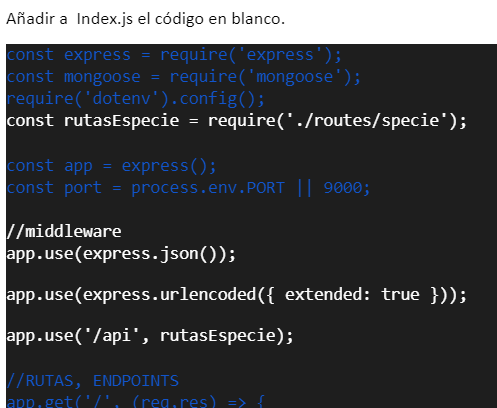 Añadir a  Index.js el código en blanco.
const express = require('express');
const mongoose = require('mongoose');
require('dotenv').config();
const rutasEspecie = require('./routes/specie');
const app = express();
const port = process.env.PORT || 9000;
//middleware
app.use(express.json());
app.use(express.urlencoded({ extended: true }));
app.use('/api', rutasEspecie);
//RUTAS, ENDPOINTS
app.get('/', (req,res) => {